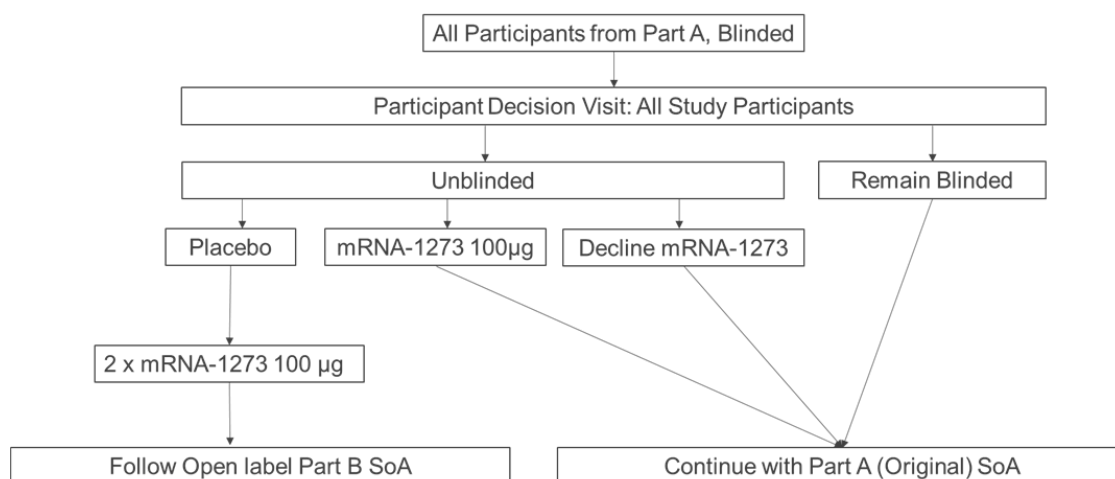 All Participants from Part A, Blinded
Participant Decision Visit: All Study Participants
Unblinded
Remain Blinded
Placebo
mRNA-1273 100µg
Decline mRNA-1273
2 x mRNA-1273 100 µg
Follow Open label Part B SoA
Continue with Part A (Original) SoA